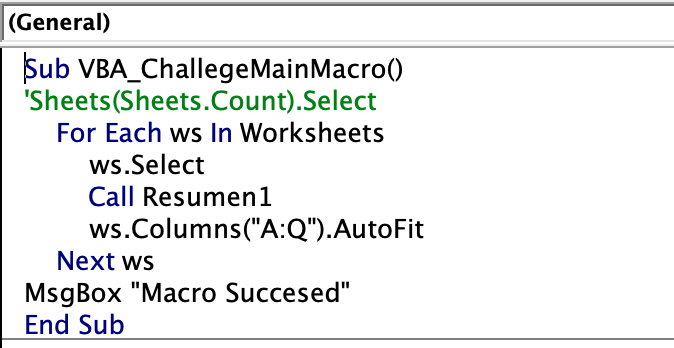 (General)
Sub VBA_ChallegeMainMacro()
'Sheets(Sheets.Count).Select
For Each ws In Worksheets
ws.Select
Call Resumen1
ws.Columns("A:Q").AutoFit
Next ws
MsgBox "Macro Succesed"
End Sub